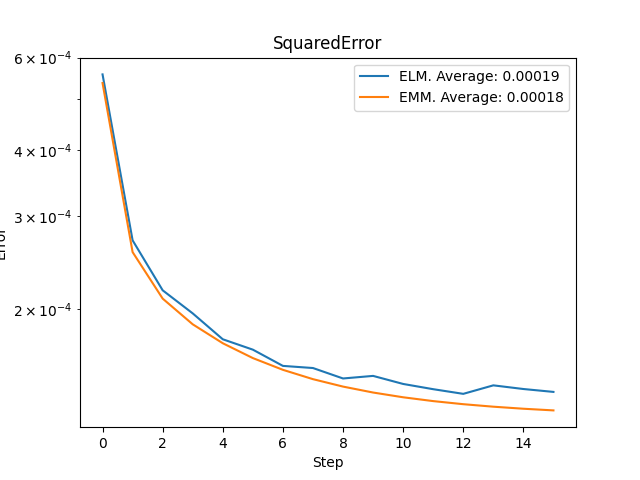 SquaredError
ELM. Average: 0.00019
EMM. Average: 0.00018
6 × 10⁻⁴
4 × 10⁻⁴
3 × 10⁻⁴
2 × 10⁻⁴
Error
0 2 4 6 8 10 12 14
Step